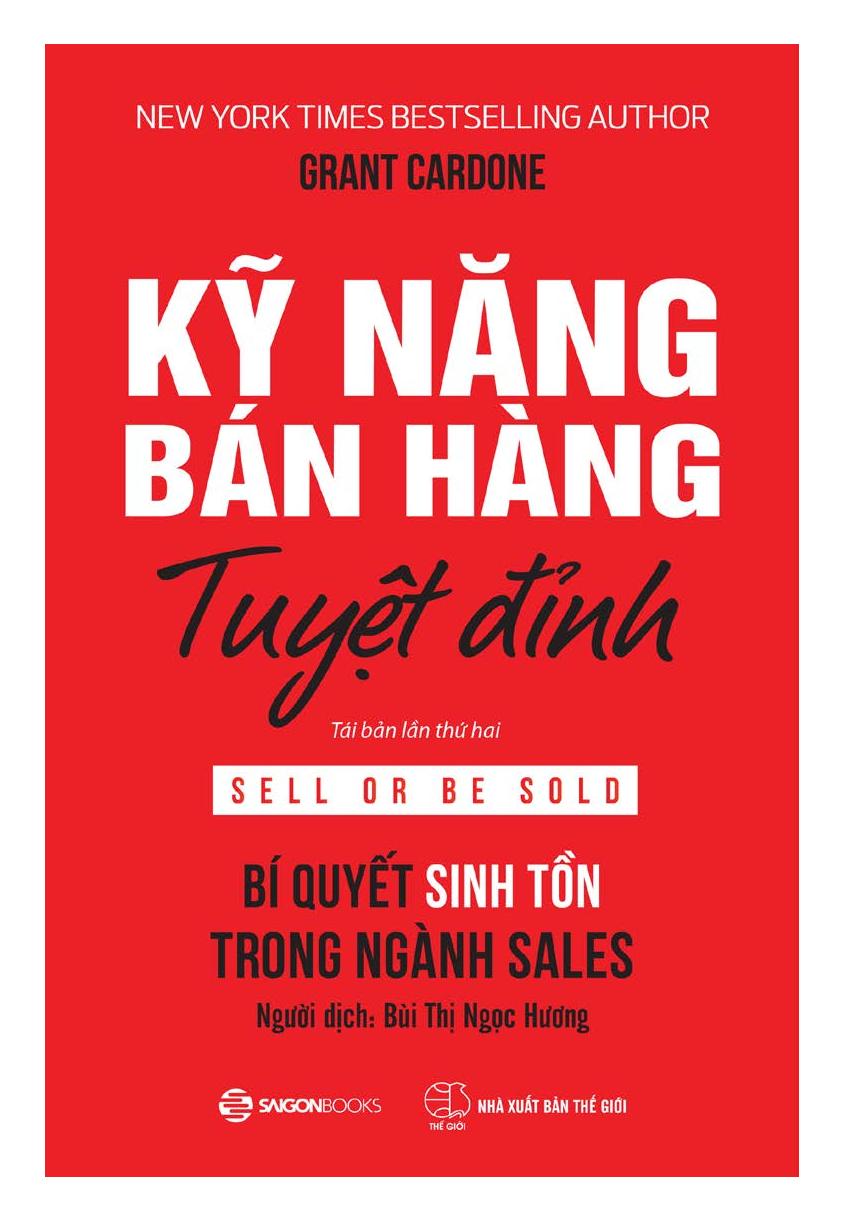 NEW YORK TIMES BESTSELLING AUTHOR
GRANT CARDONE
KỸ NĂNG
BÁN HÀNG
Tuyệt đỉnh
Tái bản lần thứ hai
SELL OR BE SOLD
BÍ QUYẾT SINH TỒN
TRONG NGÀNH SALES
Người dịch: Bùi Thị Ngọc Hương
SAIGONBOOKS
THẾ GIỚI
NHÀ XUẤT BẢN THẾ GIỚI